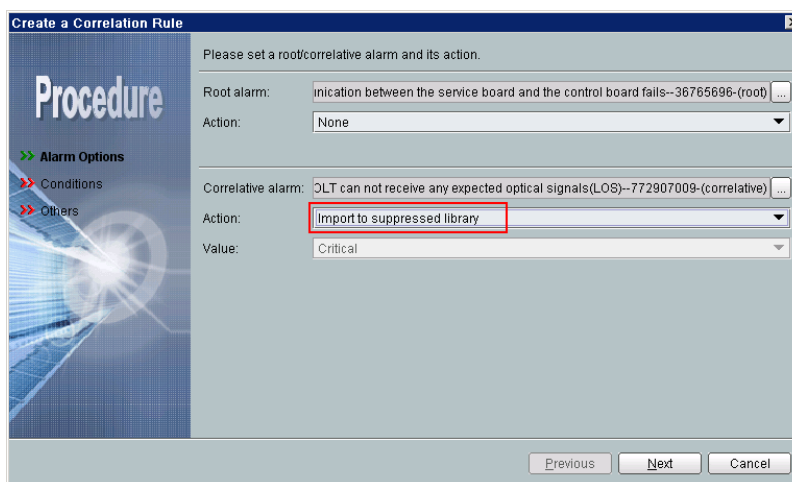 Create a Correlation Rule
Procedure
Alarm Options
Conditions
Others
Please set a root/correlative alarm and its action.
Root alarm: between the service board and the control board fails--36765696-(root) ...
Action: None
Correlative alarm: can not receive any expected optical signals(LOS)--772907009-(correlative) ...
Action: Import to suppressed library
Value: Critical
Previous Next Cancel